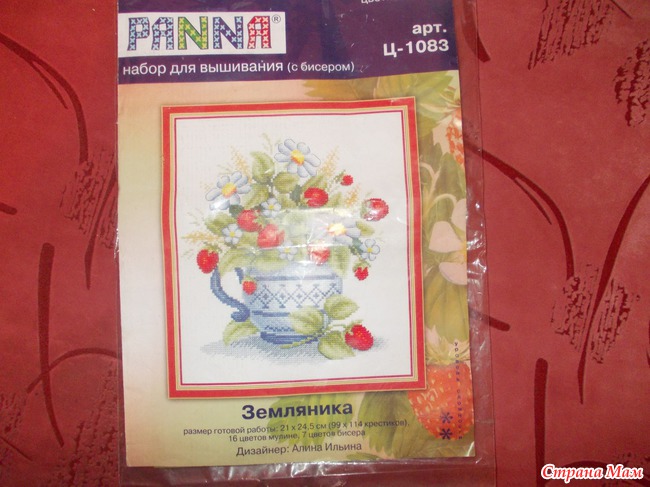 PANNA®
арт.
Ц-1083
набор для вышивания (с бисером)
Земляника
размер готовой работы: 21 х 24.5 см (99 х 114 крестиков),
16 цветов мулине, 7 цветов бисера
Дизайнер: Алина Ильина
Страна Мам